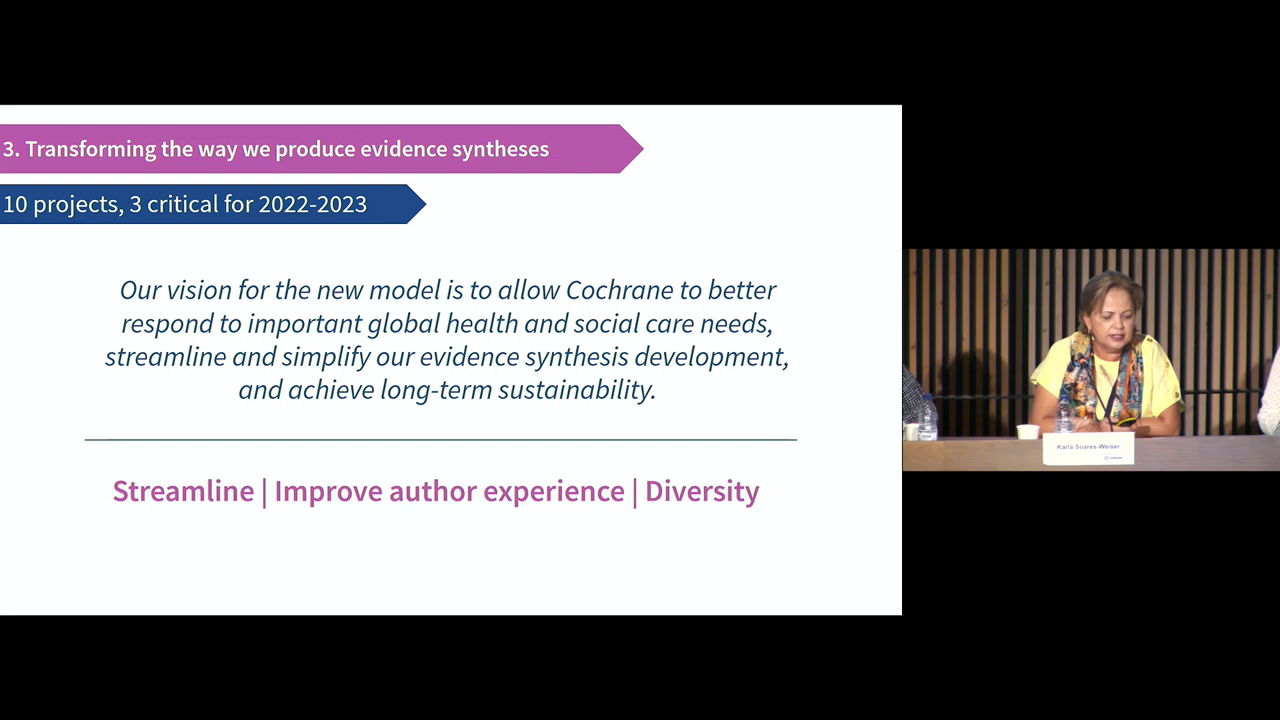 3. Transforming the way we produce evidence syntheses
10 projects, 3 critical for 2022-2023
Our vision for the new model is to allow Cochrane to better
respond to important global health and social care needs,
streamline and simplify our evidence synthesis development,
and achieve long-term sustainability.
Streamline | Improve author experience | Diversity
Karla Soares-Weiser